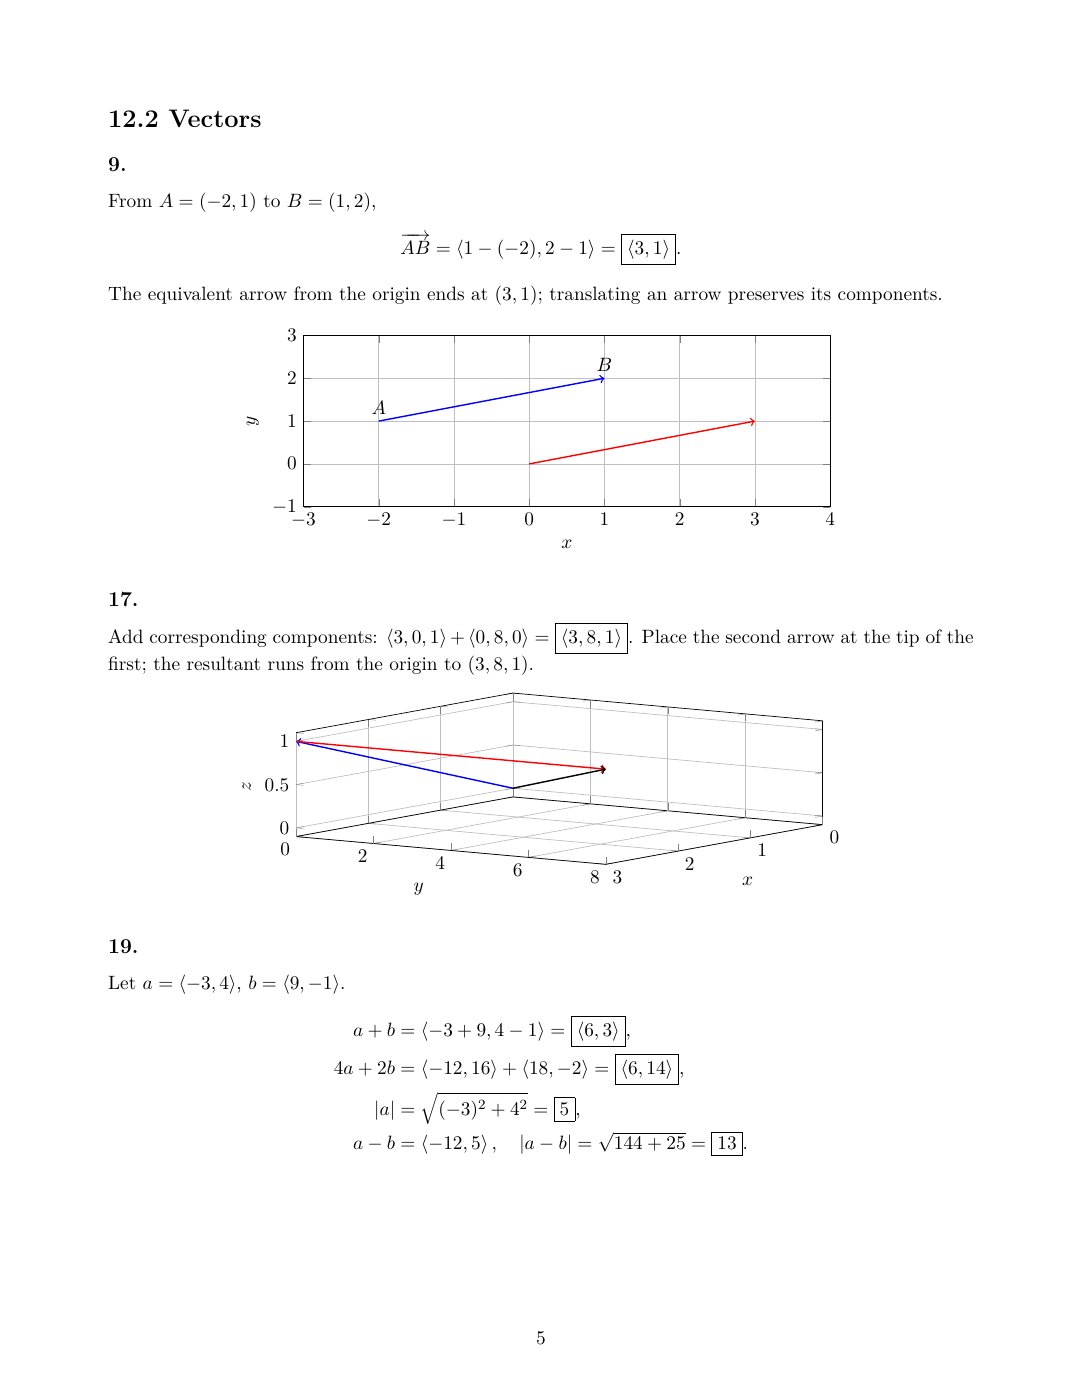 12.2 Vectors
9.
From A = (−2, 1) to B = (1, 2),
$\overrightarrow{AB}$ = ⟨1 − (−2), 2 − 1⟩ = ⟨3, 1⟩.
The equivalent arrow from the origin ends at (3, 1); translating an arrow preserves its components.
3
2
1
0
−1
y
A
B
−3 −2 −1 0 1 2 3 4
x
17.
Add corresponding components: ⟨3, 0, 1⟩ + ⟨0, 8, 0⟩ = ⟨3, 8, 1⟩. Place the second arrow at the tip of the
first; the resultant runs from the origin to (3, 8, 1).
1
0.5
0
z
0 2 4 6 8
y
3 2 1 0
x
19.
Let a = ⟨−3, 4⟩, b = ⟨9, −1⟩.
a + b = ⟨−3 + 9, 4 − 1⟩ = ⟨6, 3⟩,
4a + 2b = ⟨−12, 16⟩ + ⟨18, −2⟩ = ⟨6, 14⟩,
|a| = √((−3)² + 4²) = 5,
a − b = ⟨−12, 5⟩, |a − b| = √(144 + 25) = 13.
5